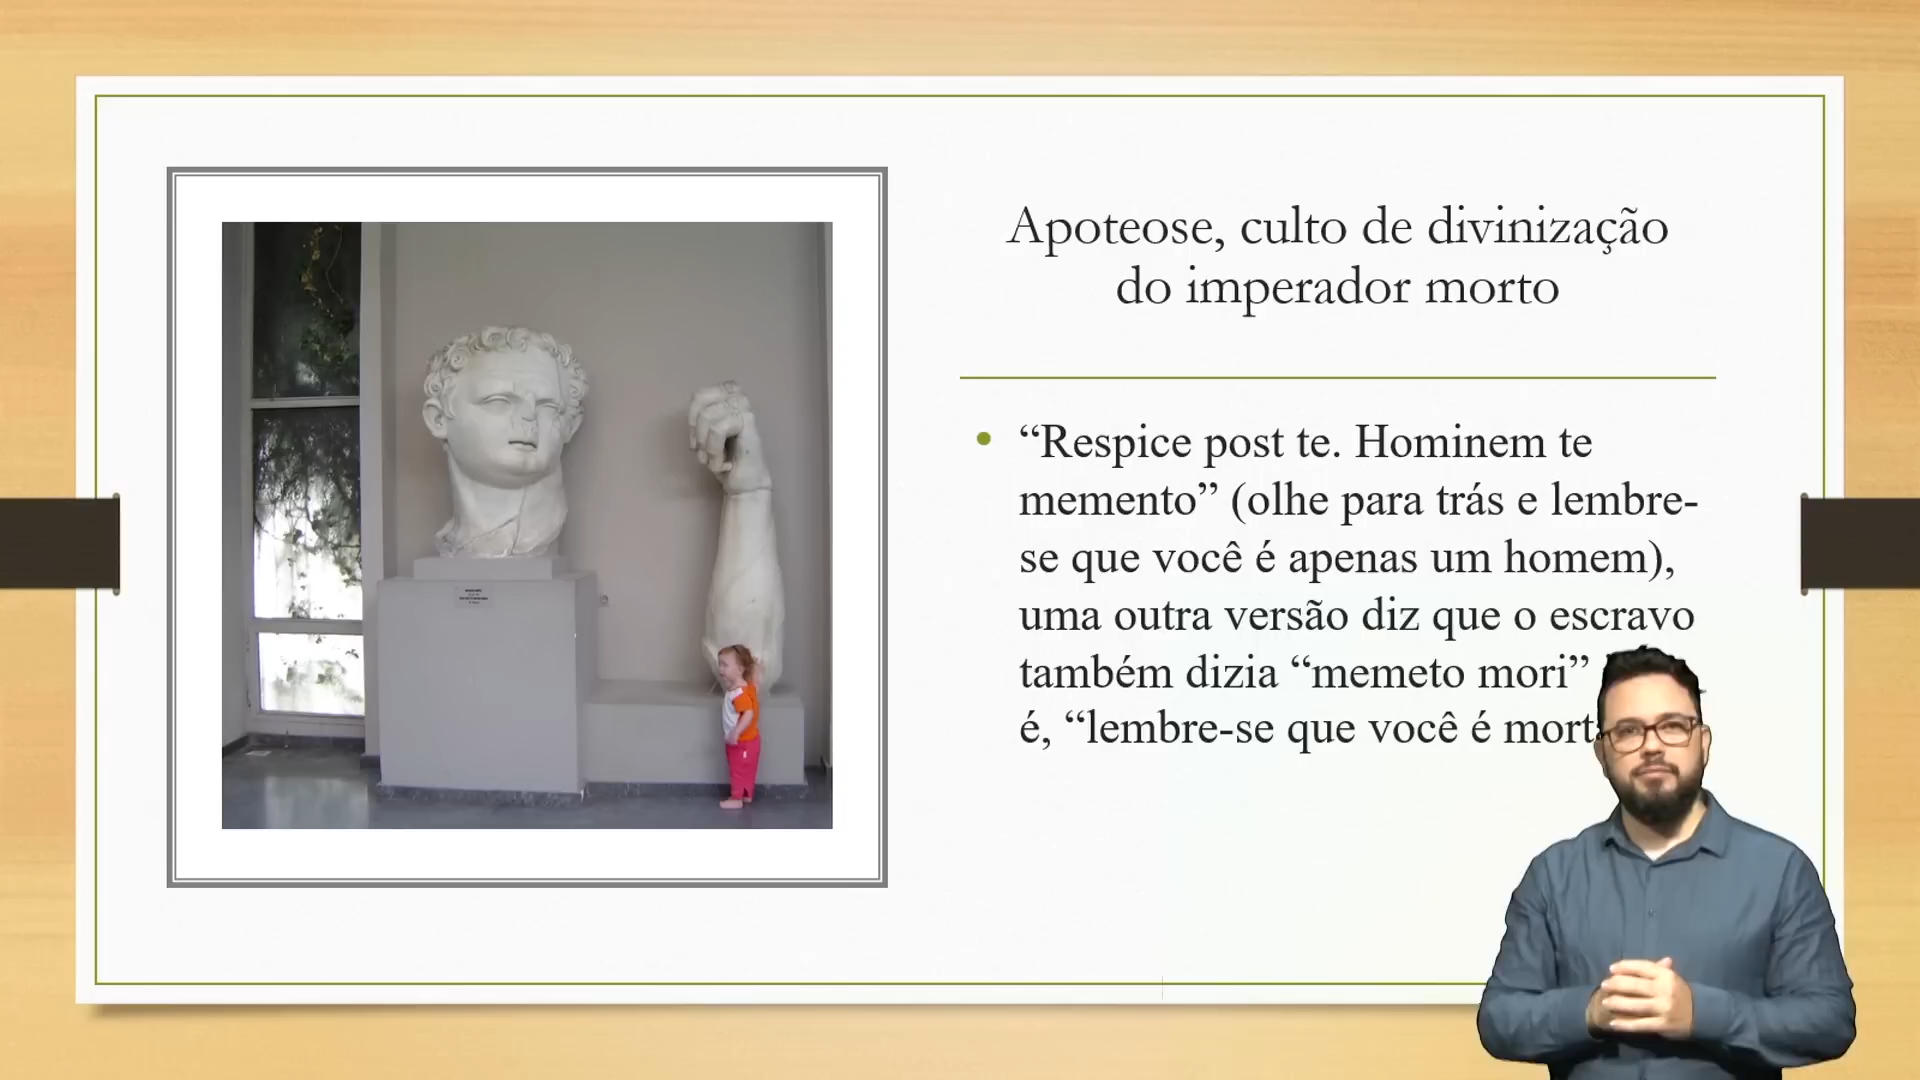 Apoteose, culto de divinização
do imperador morto
“Respice post te. Hominem te
memento” (olhe para trás e lembre-
se que você é apenas um homem),
uma outra versão diz que o escravo
também dizia “memeto mori”
é, “lembre-se que você é